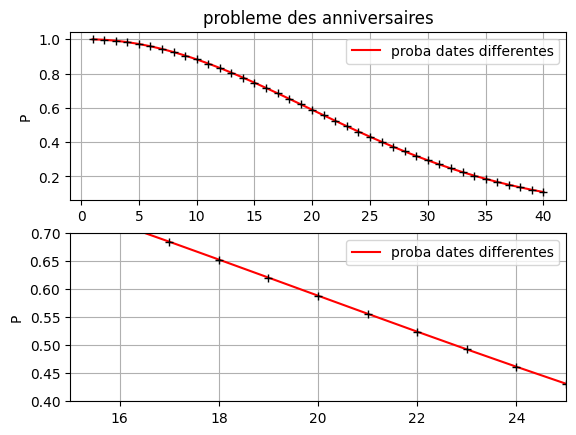 probleme des anniversaires
proba dates differentes
P
1.0
0.8
0.6
0.4
0.2
0 5 10 15 20 25 30 35 40
proba dates differentes
P
0.70
0.65
0.60
0.55
0.50
0.45
0.40
16 18 20 22 24